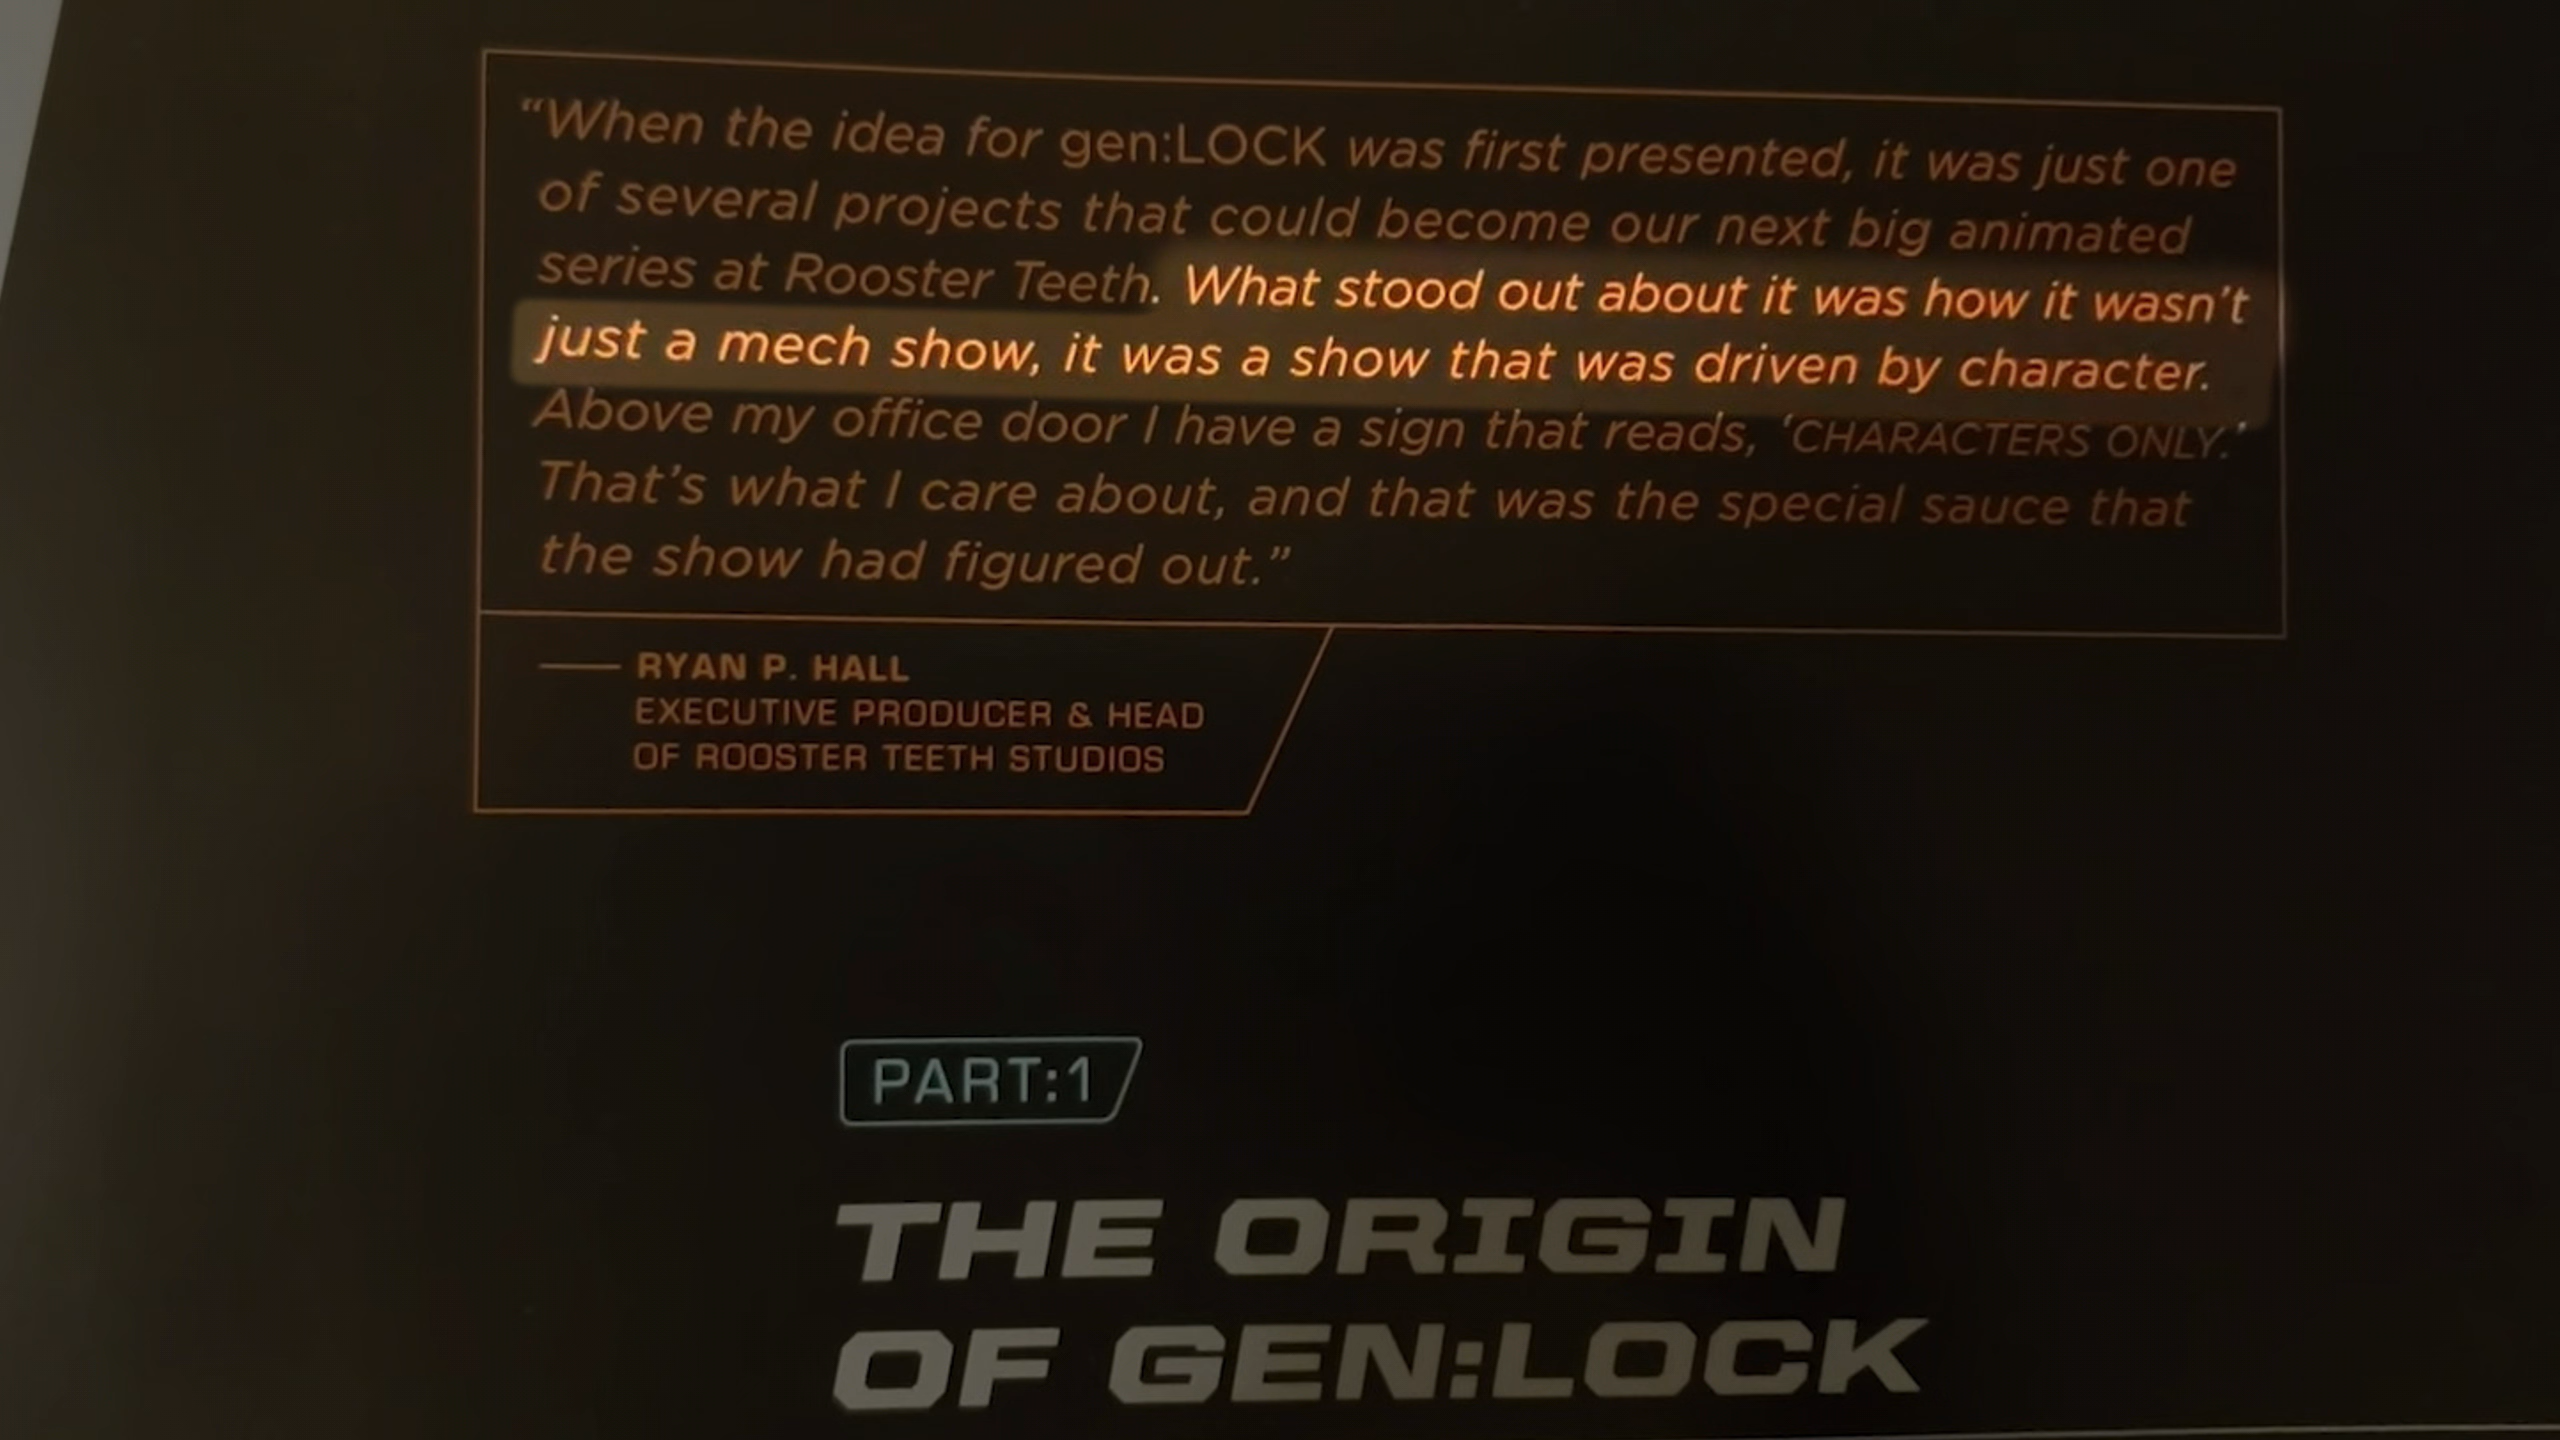 “When the idea for gen:LOCK was first presented, it was just one
of several projects that could become our next big animated
series at Rooster Teeth. What stood out about it was how it wasn’t
just a mech show, it was a show that was driven by character.
Above my office door I have a sign that reads, ‘CHARACTERS ONLY.’
That’s what I care about, and that was the special sauce that
the show had figured out.”
RYAN P. HALL
EXECUTIVE PRODUCER & HEAD
OF ROOSTER TEETH STUDIOS
PART:1
THE ORIGIN
OF GEN:LOCK